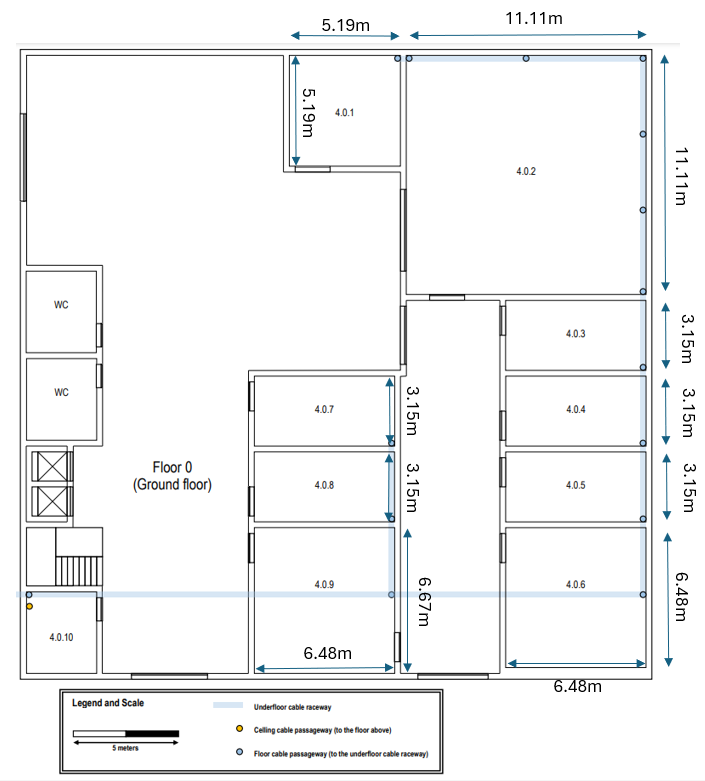 5.19m
11.11m
5.19m
4.0.1
4.0.2
11.11m
WC
4.0.3
3.15m
WC
4.0.7
3.15m
4.0.4
3.15m
Floor 0
(Ground floor)
4.0.8
3.15m
4.0.5
3.15m
4.0.9
6.67m
4.0.6
6.48m
4.0.10
6.48m
6.48m
Legend and Scale
5 meters
Underfloor cable raceway
Celling cable passageway (to the floor above)
Floor cable passageway (to the underfloor cable raceway)